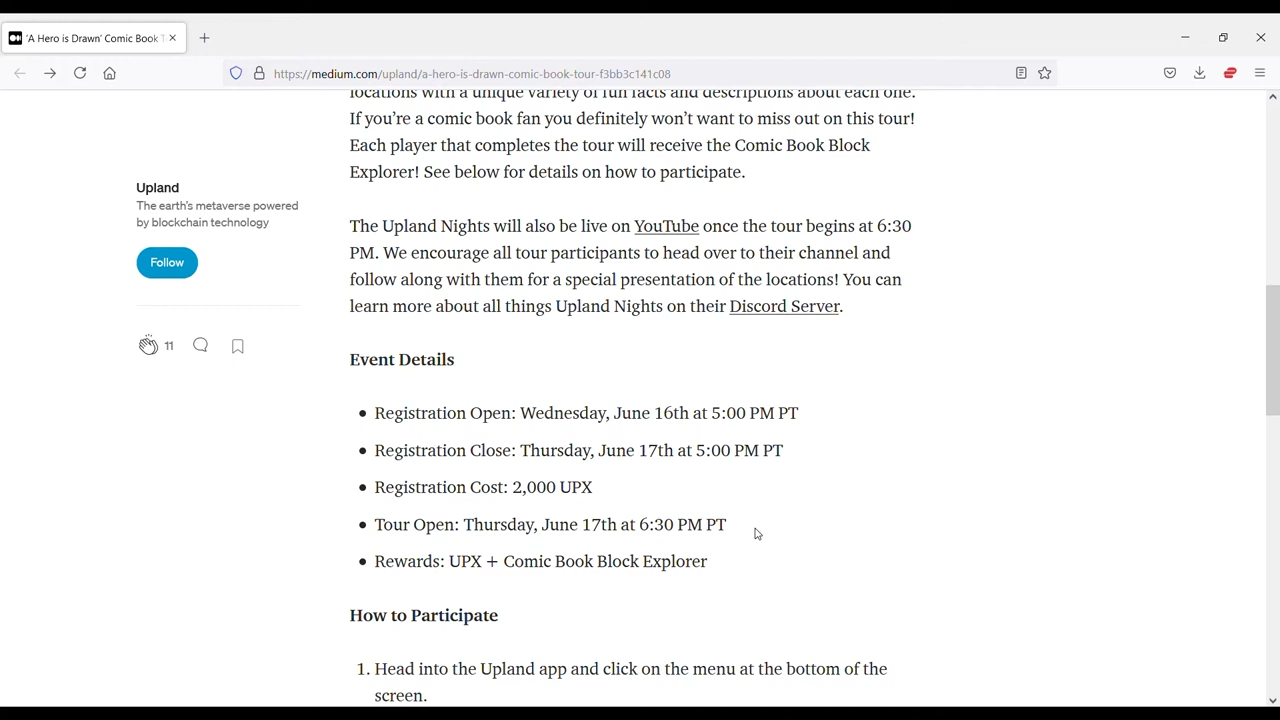 'A Hero is Drawn' Comic Book T
https://medium.com/upland/a-hero-is-drawn-comic-book-tour-f3bb3c141c08
locations with a unique variety of fun facts and descriptions about each one.
If you're a comic book fan you definitely won't want to miss out on this tour!
Each player that completes the tour will receive the Comic Book Block
Explorer! See below for details on how to participate.
Upland
The earth's metaverse powered
by blockchain technology
Follow
11
The Upland Nights will also be live on YouTube once the tour begins at 6:30
PM. We encourage all tour participants to head over to their channel and
follow along with them for a special presentation of the locations! You can
learn more about all things Upland Nights on their Discord Server.
Event Details
• Registration Open: Wednesday, June 16th at 5:00 PM PT
• Registration Close: Thursday, June 17th at 5:00 PM PT
• Registration Cost: 2,000 UPX
• Tour Open: Thursday, June 17th at 6:30 PM PT
• Rewards: UPX + Comic Book Block Explorer
How to Participate
1. Head into the Upland app and click on the menu at the bottom of the
screen.